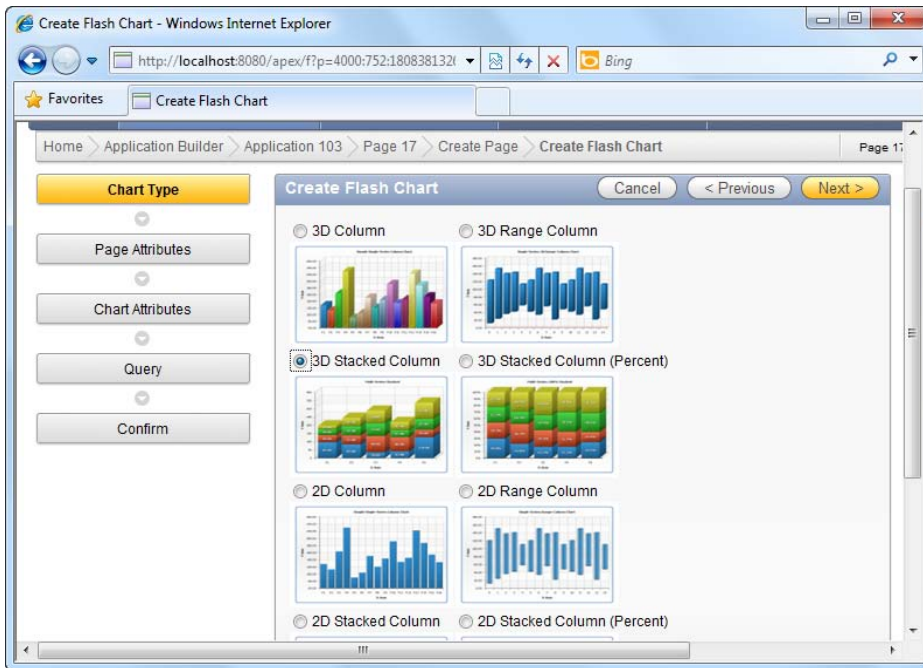 Create Flash Chart - Windows Internet Explorer
http://localhost:8080/apex/f?p=4000:752:180838132
Bing
Favorites
Create Flash Chart
Home
Application Builder
Application 103
Page 17
Create Page
Create Flash Chart
Page 17
Chart Type
Page Attributes
Chart Attributes
Query
Confirm
Create Flash Chart
Cancel
< Previous
Next >
3D Column
3D Range Column
3D Stacked Column
3D Stacked Column (Percent)
2D Column
2D Range Column
2D Stacked Column
2D Stacked Column (Percent)